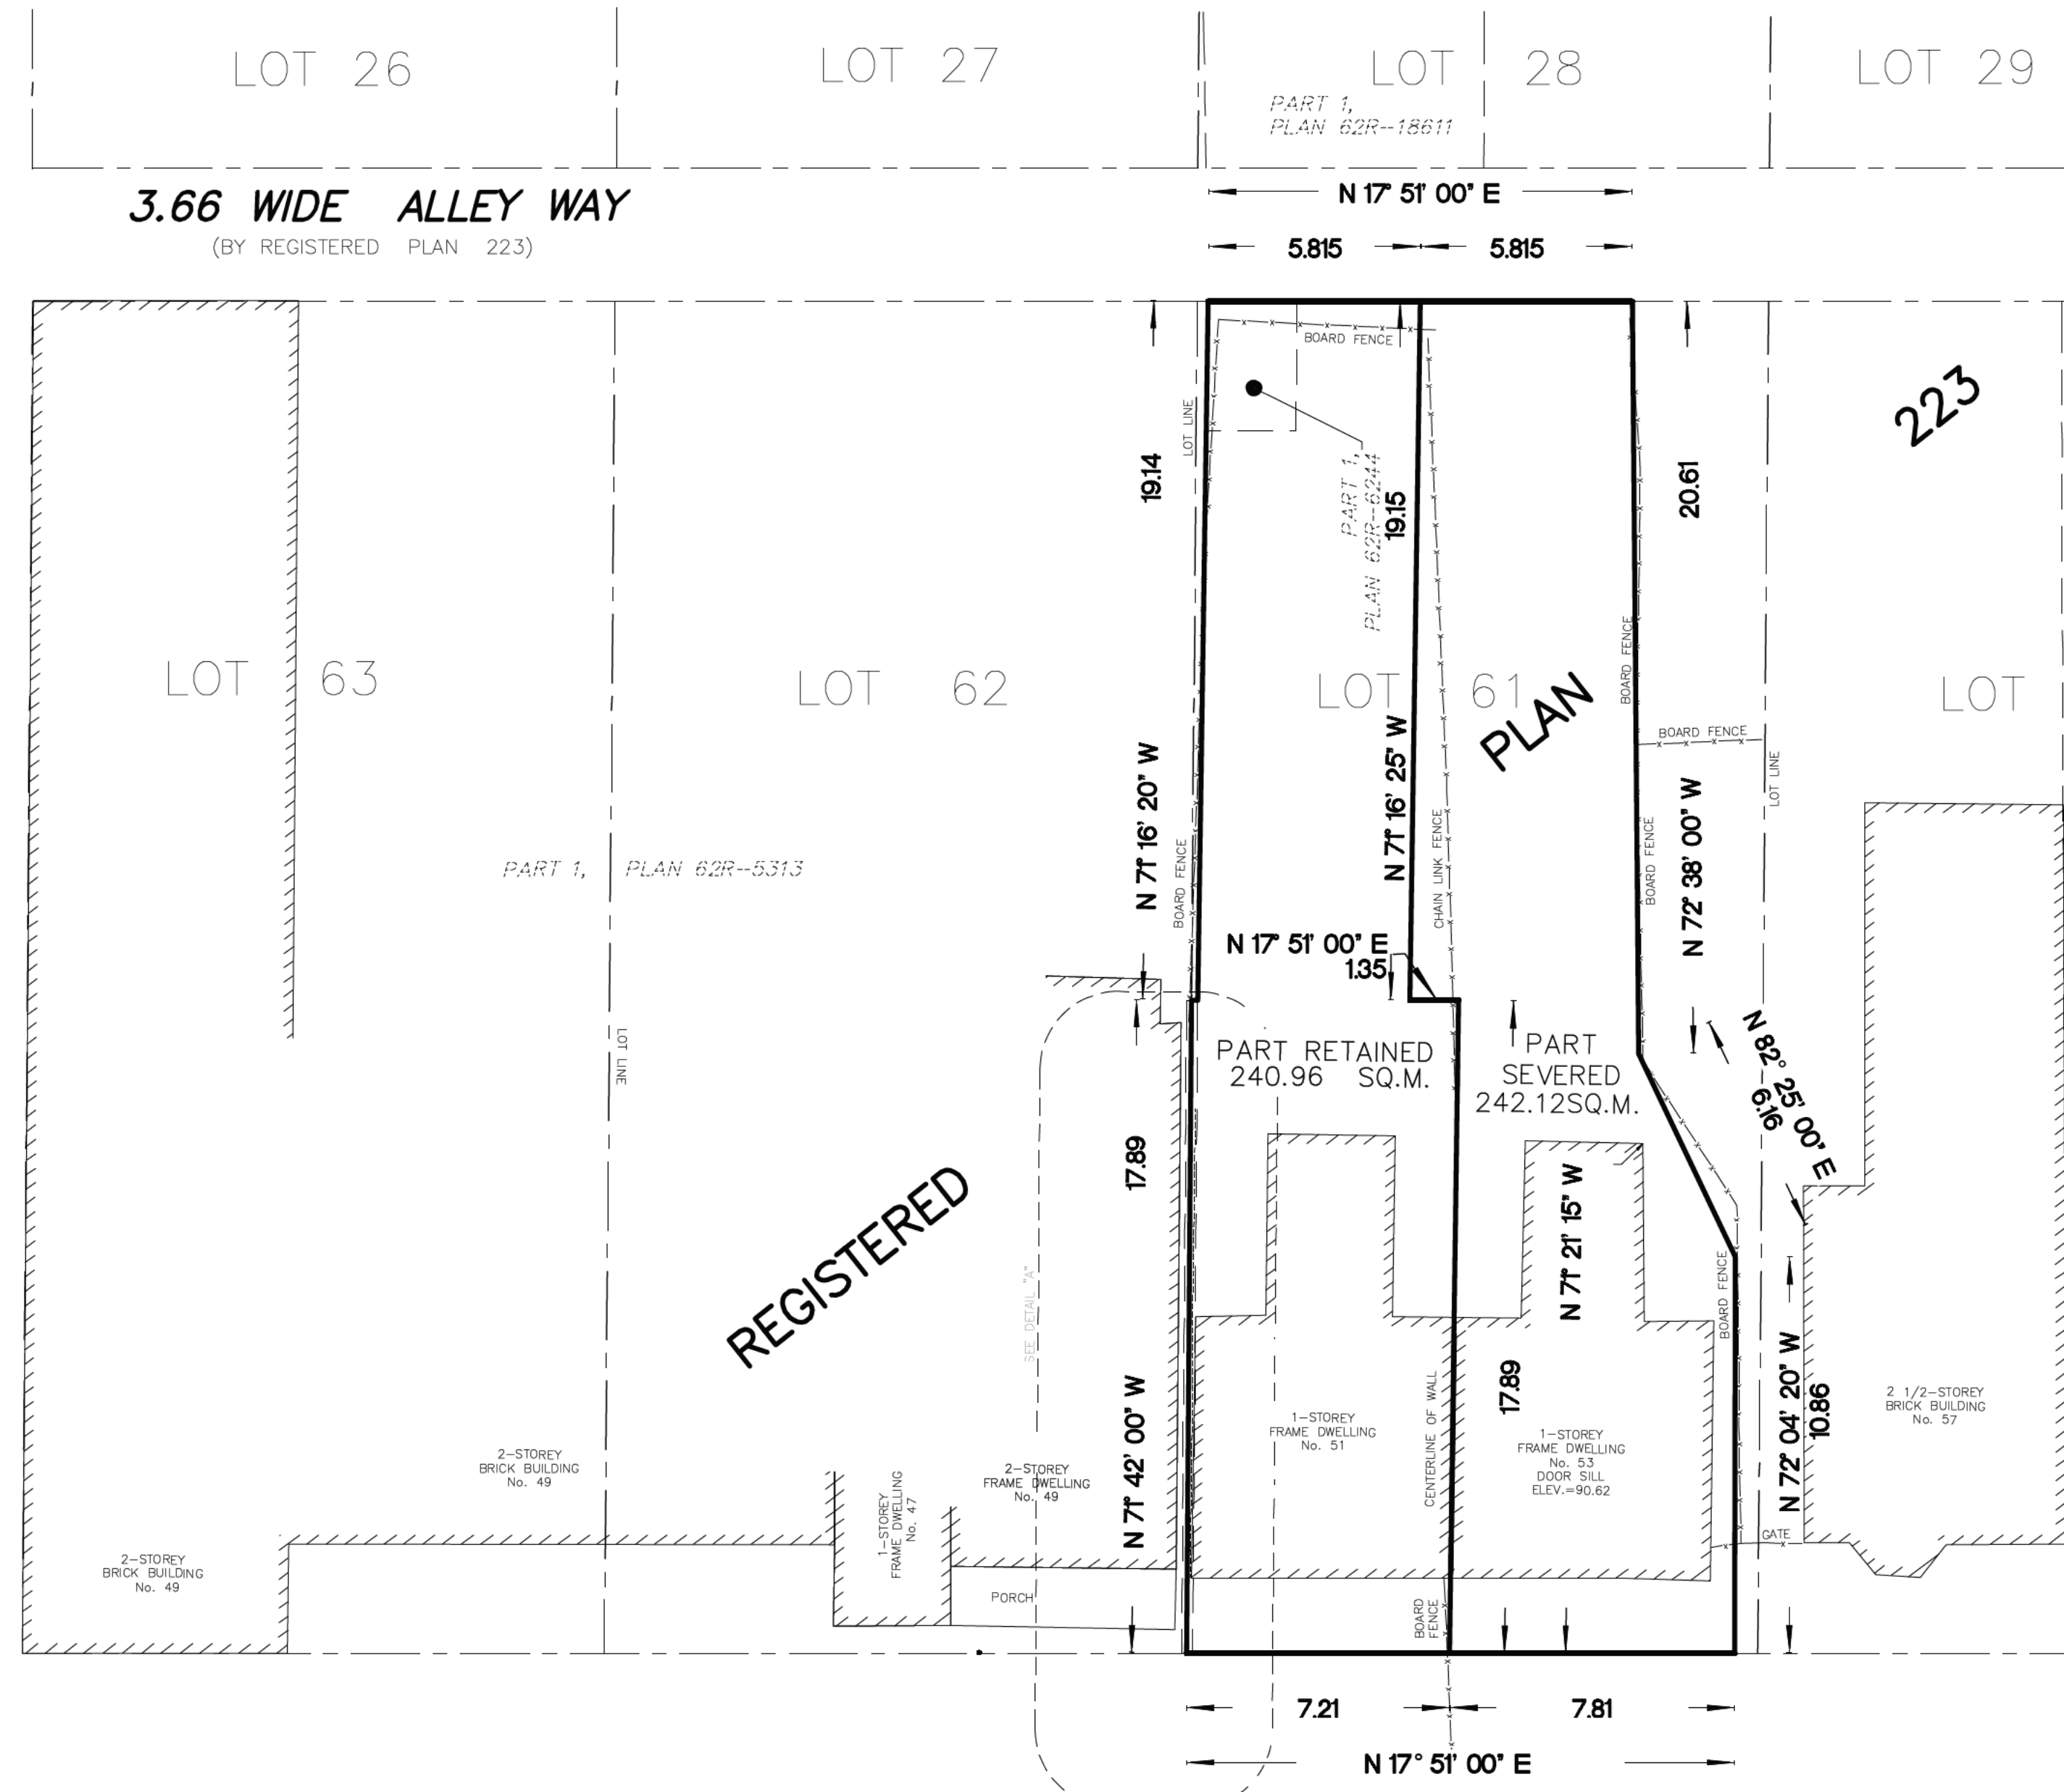 LOT 26
LOT 27
LOT 28
LOT 29
PART 1,
PLAN 62R--18611
3.66 WIDE ALLEY WAY
(BY REGISTERED PLAN 223)
N 17° 51' 00" E
5.815
5.815
BOARD FENCE
LOT LINE
19.14
PART 1,
PLAN 62R--6244
19.15
20.61
223
BOARD FENCE
LOT 63
LOT 62
LOT 61
LOT
PLAN
BOARD FENCE
LOT LINE
N 71° 16' 20" W
N 71° 16' 25" W
N 72° 38' 00" W
BOARD FENCE
CHAIN LINK FENCE
BOARD FENCE
PART 1, PLAN 62R--5313
N 17° 51' 00" E
1.35
LOT LINE
PART RETAINED
240.96 SQ.M.
PART
SEVERED
242.12SQ.M.
N 82° 25' 00" E
6.16
17.89
REGISTERED
SEE DETAIL "A"
N 71° 21' 15" W
BOARD FENCE
17.89
N 71° 42' 00" W
CENTERLINE OF WALL
N 72° 04' 20" W
10.86
2 1/2-STOREY
BRICK BUILDING
No. 57
1-STOREY
FRAME DWELLING
No. 51
1-STOREY
FRAME DWELLING
No. 53
DOOR SILL
ELEV.=90.62
2-STOREY
BRICK BUILDING
No. 49
1-STOREY
FRAME DWELLING
No. 47
2-STOREY
FRAME DWELLING
No. 49
GATE
2-STOREY
BRICK BUILDING
No. 49
PORCH
BOARD
FENCE
7.21
7.81
N 17° 51' 00" E